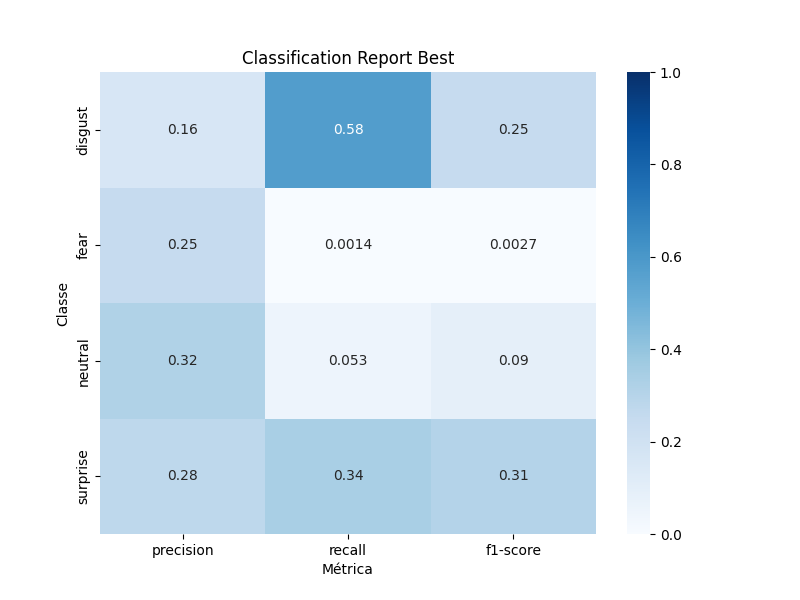 Classification Report Best
Classe
disgust 0.16 0.58 0.25
fear 0.25 0.0014 0.0027
neutral 0.32 0.053 0.09
surprise 0.28 0.34 0.31
precision recall f1-score
Métrica
1.0
0.8
0.6
0.4
0.2
0.0